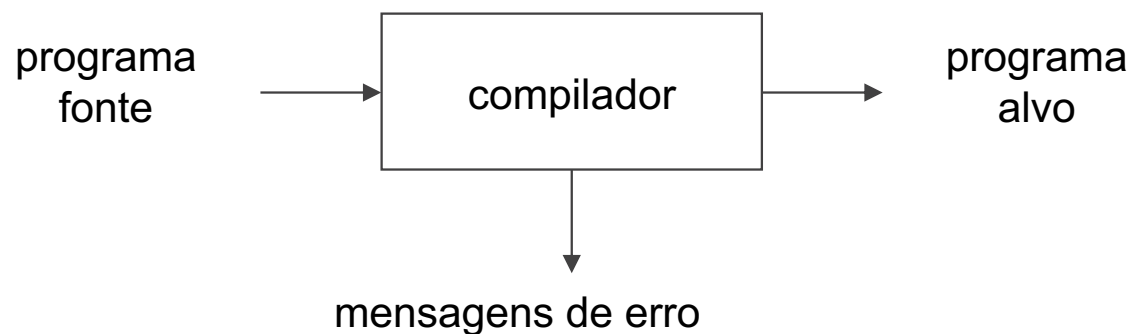 programa
fonte
compilador
programa
alvo
mensagens de erro